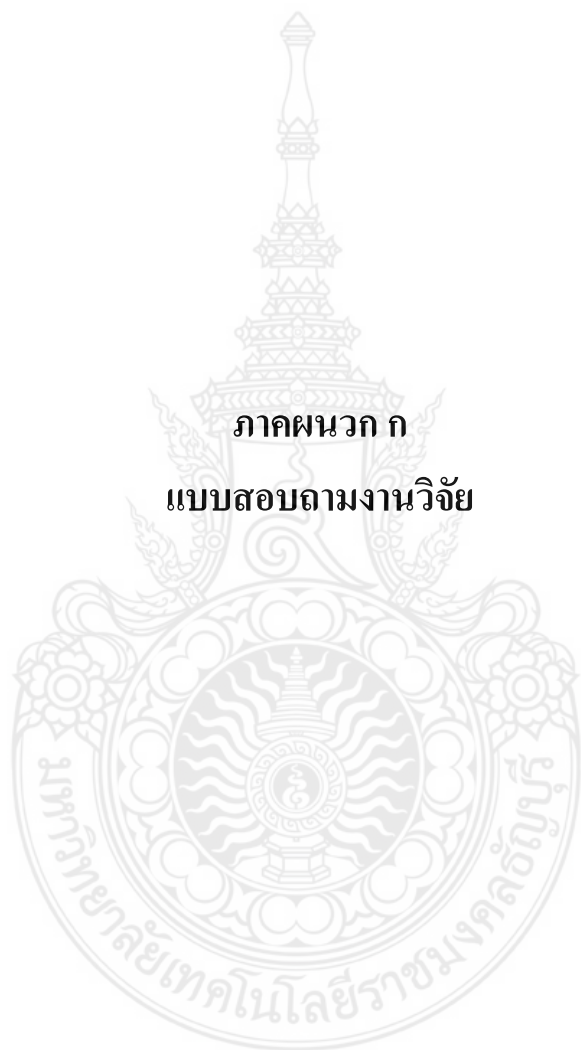 ภาคผนวก ก
แบบสอบถามงานวิจัย
มหาวิทยาลัยเทคโนโลยีราชมงคลธัญบุรี